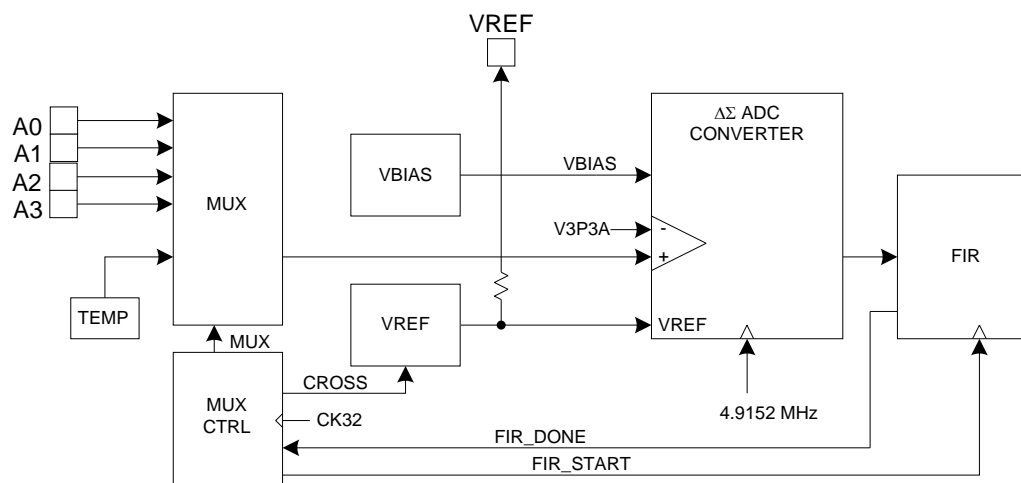 VREF
A0
A1
A2
A3
MUX
TEMP
VBIAS
VBIAS
ΔΣ ADC
CONVERTER
V3P3A
-
+
FIR
VREF
VREF
MUX
MUX
CTRL
CROSS
CK32
4.9152 MHz
FIR_DONE
FIR_START